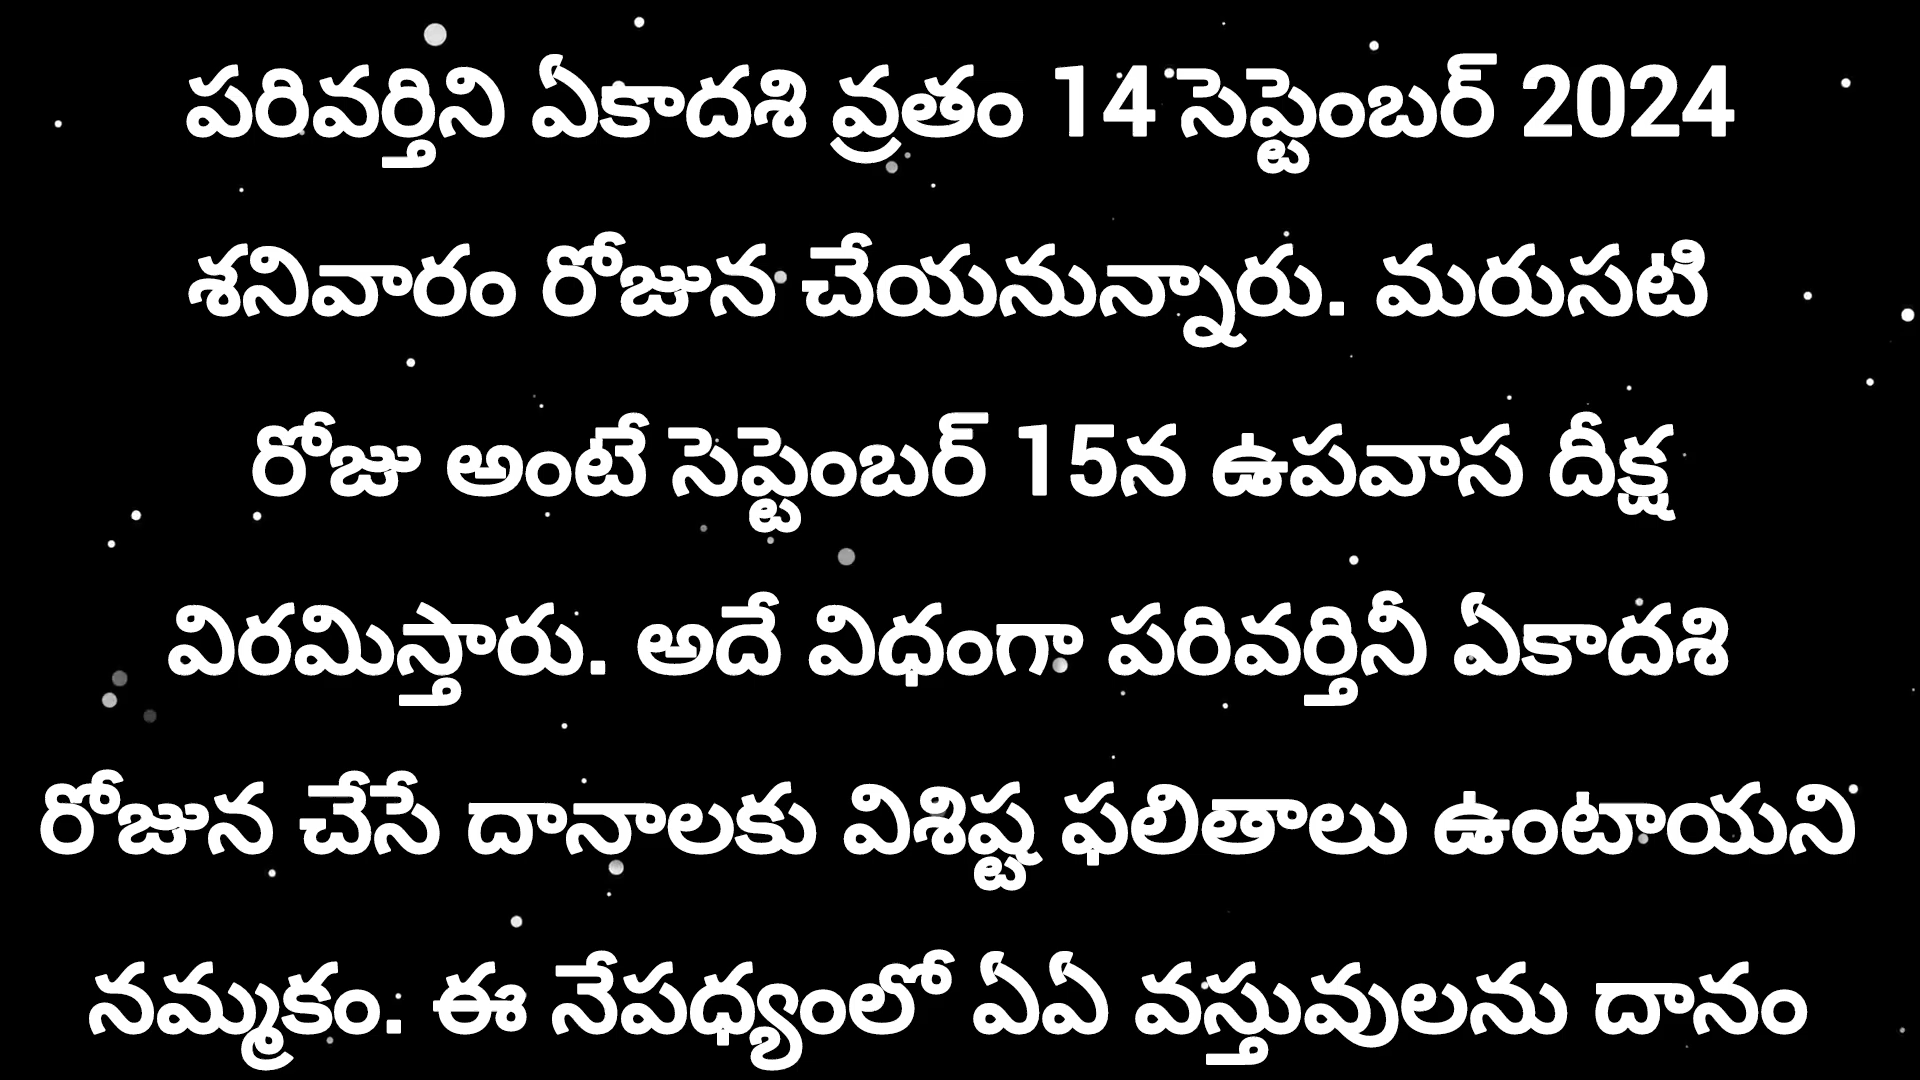 పరివర్తిని ఏకాదశి వ్రతం 14 సెప్టెంబర్ 2024
శనివారం రోజున చేయనున్నారు. మరుసటి
రోజు అంటే సెప్టెంబర్ 15న ఉపవాస దీక్ష
విరమిస్తారు. అదే విధంగా పరివర్తినీ ఏకాదశి
రోజున చేసే దానాలకు విశిష్ట ఫలితాలు ఉంటాయని
నమ్మకం. ఈ నేపధ్యంలో ఏఏ వస్తువులను దానం